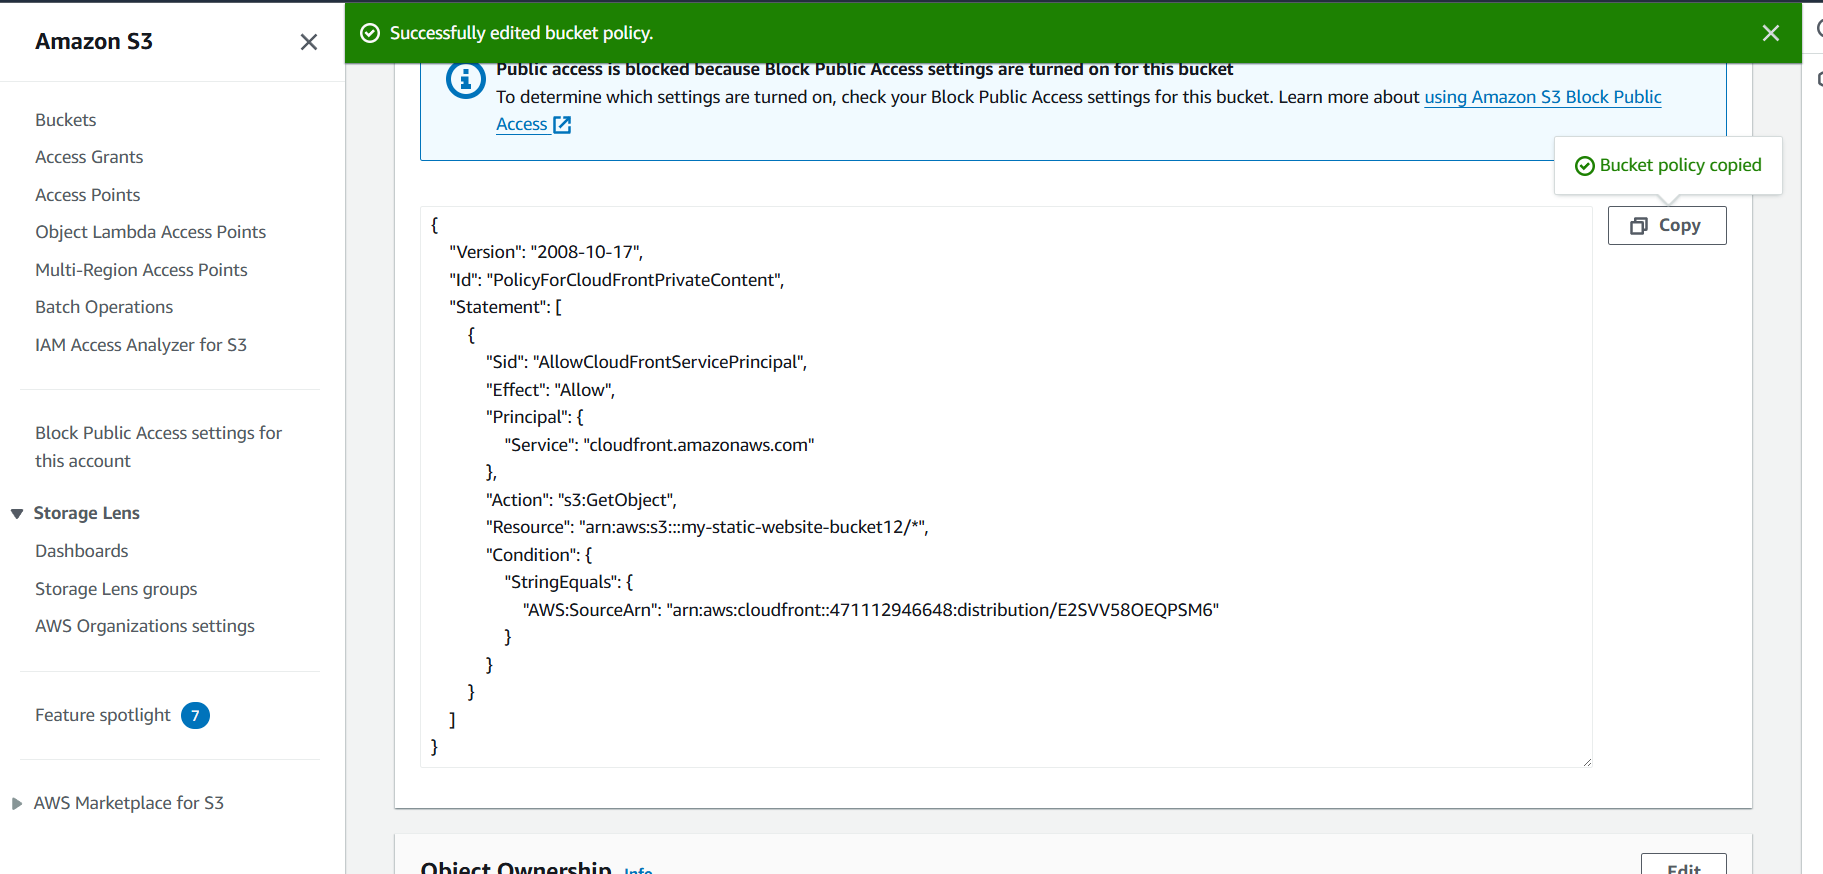 Amazon S3
Buckets
Access Grants
Access Points
Object Lambda Access Points
Multi-Region Access Points
Batch Operations
IAM Access Analyzer for S3
Block Public Access settings for
this account
Storage Lens
Dashboards
Storage Lens groups
AWS Organizations settings
Feature spotlight 7
AWS Marketplace for S3
Successfully edited bucket policy.
Public access is blocked because Block Public Access settings are turned on for this bucket
To determine which settings are turned on, check your Block Public Access settings for this bucket. Learn more about using Amazon S3 Block Public
Access
Bucket policy copied
Copy
{
"Version": "2008-10-17",
"Id": "PolicyForCloudFrontPrivateContent",
"Statement": [
{
"Sid": "AllowCloudFrontServicePrincipal",
"Effect": "Allow",
"Principal": {
"Service": "cloudfront.amazonaws.com"
},
"Action": "s3:GetObject",
"Resource": "arn:aws:s3:::my-static-website-bucket12/*",
"Condition": {
"StringEquals": {
"AWS:SourceArn": "arn:aws:cloudfront::471112946648:distribution/E2SVV58OEQPSM6"
}
}
}
]
}
Object Ownership Info
Edit